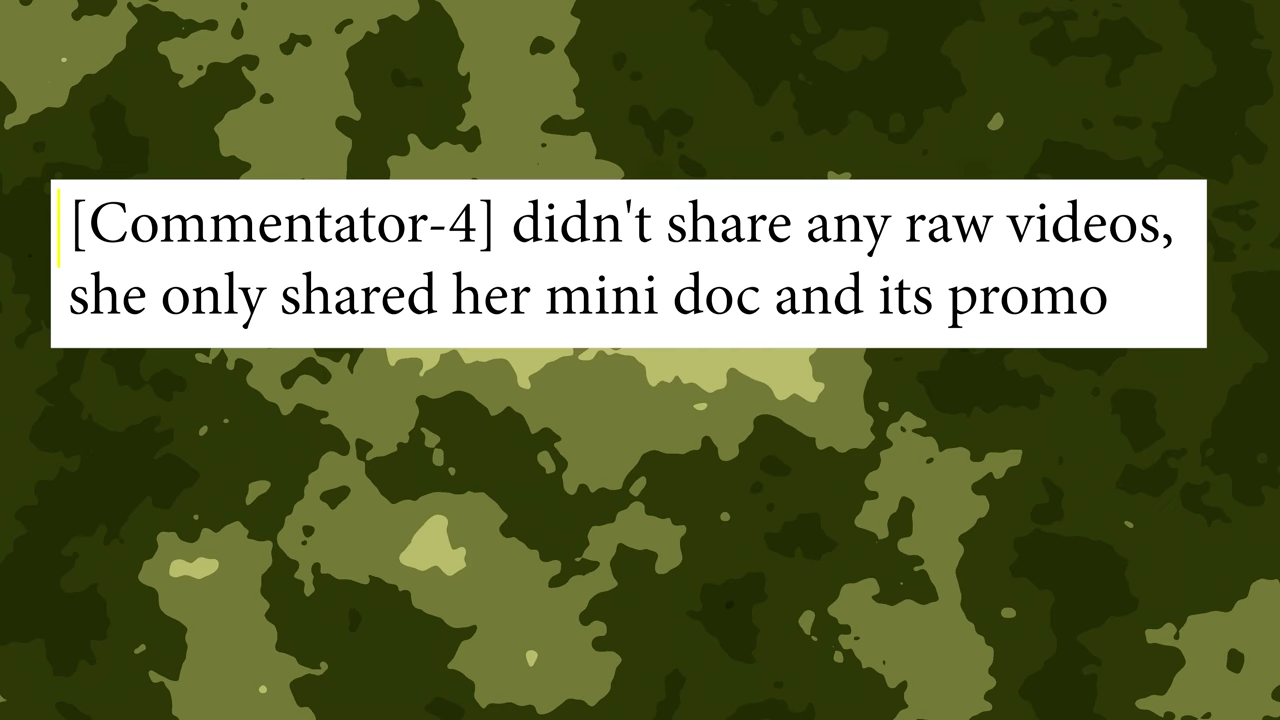 [Commentator-4] didn't share any raw videos,
she only shared her mini doc and its promo